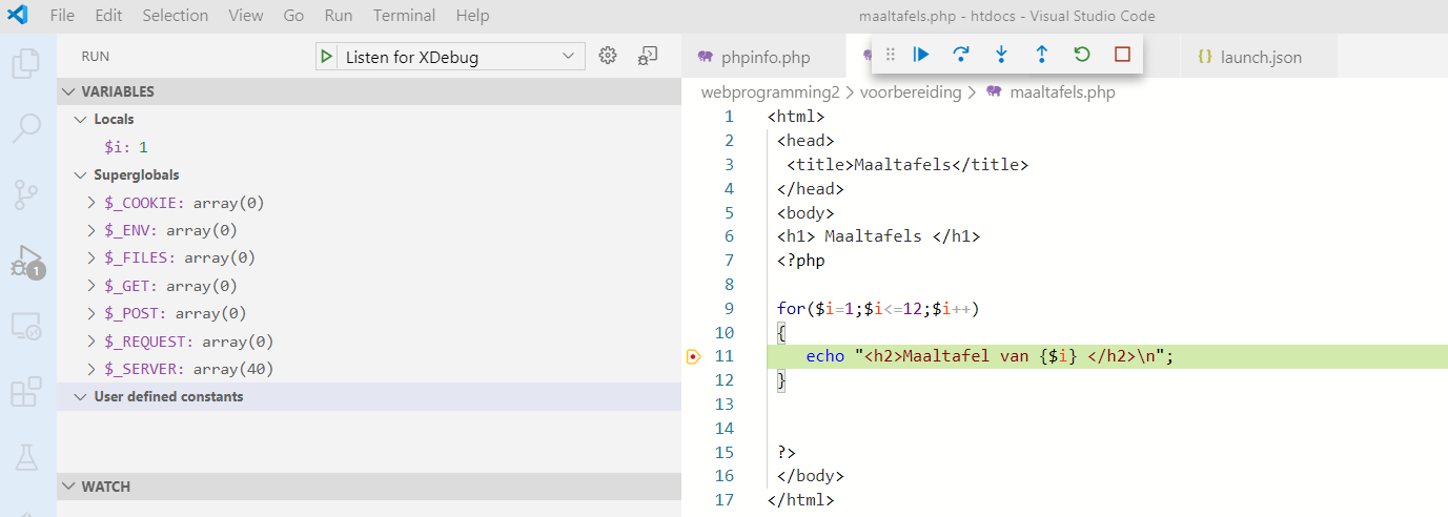 File Edit Selection View Go Run Terminal Help maaltafels.php - htdocs - Visual Studio Code
RUN Listen for XDebug
phpinfo.php launch.json
VARIABLES
Locals
$i: 1
Superglobals
$_COOKIE: array(0)
$_ENV: array(0)
$_FILES: array(0)
$_GET: array(0)
$_POST: array(0)
$_REQUEST: array(0)
$_SERVER: array(40)
User defined constants
WATCH
1
webprogramming2 > voorbereiding > maaltafels.php
1 <html>
2 <head>
3 <title>Maaltafels</title>
4 </head>
5 <body>
6 <h1> Maaltafels </h1>
7 <?php
8
9 for($i=1;$i<=12;$i++)
10 {
11 echo "<h2>Maaltafel van {$i} </h2>\n";
12 }
13
14
15 ?>
16 </body>
17 </html>